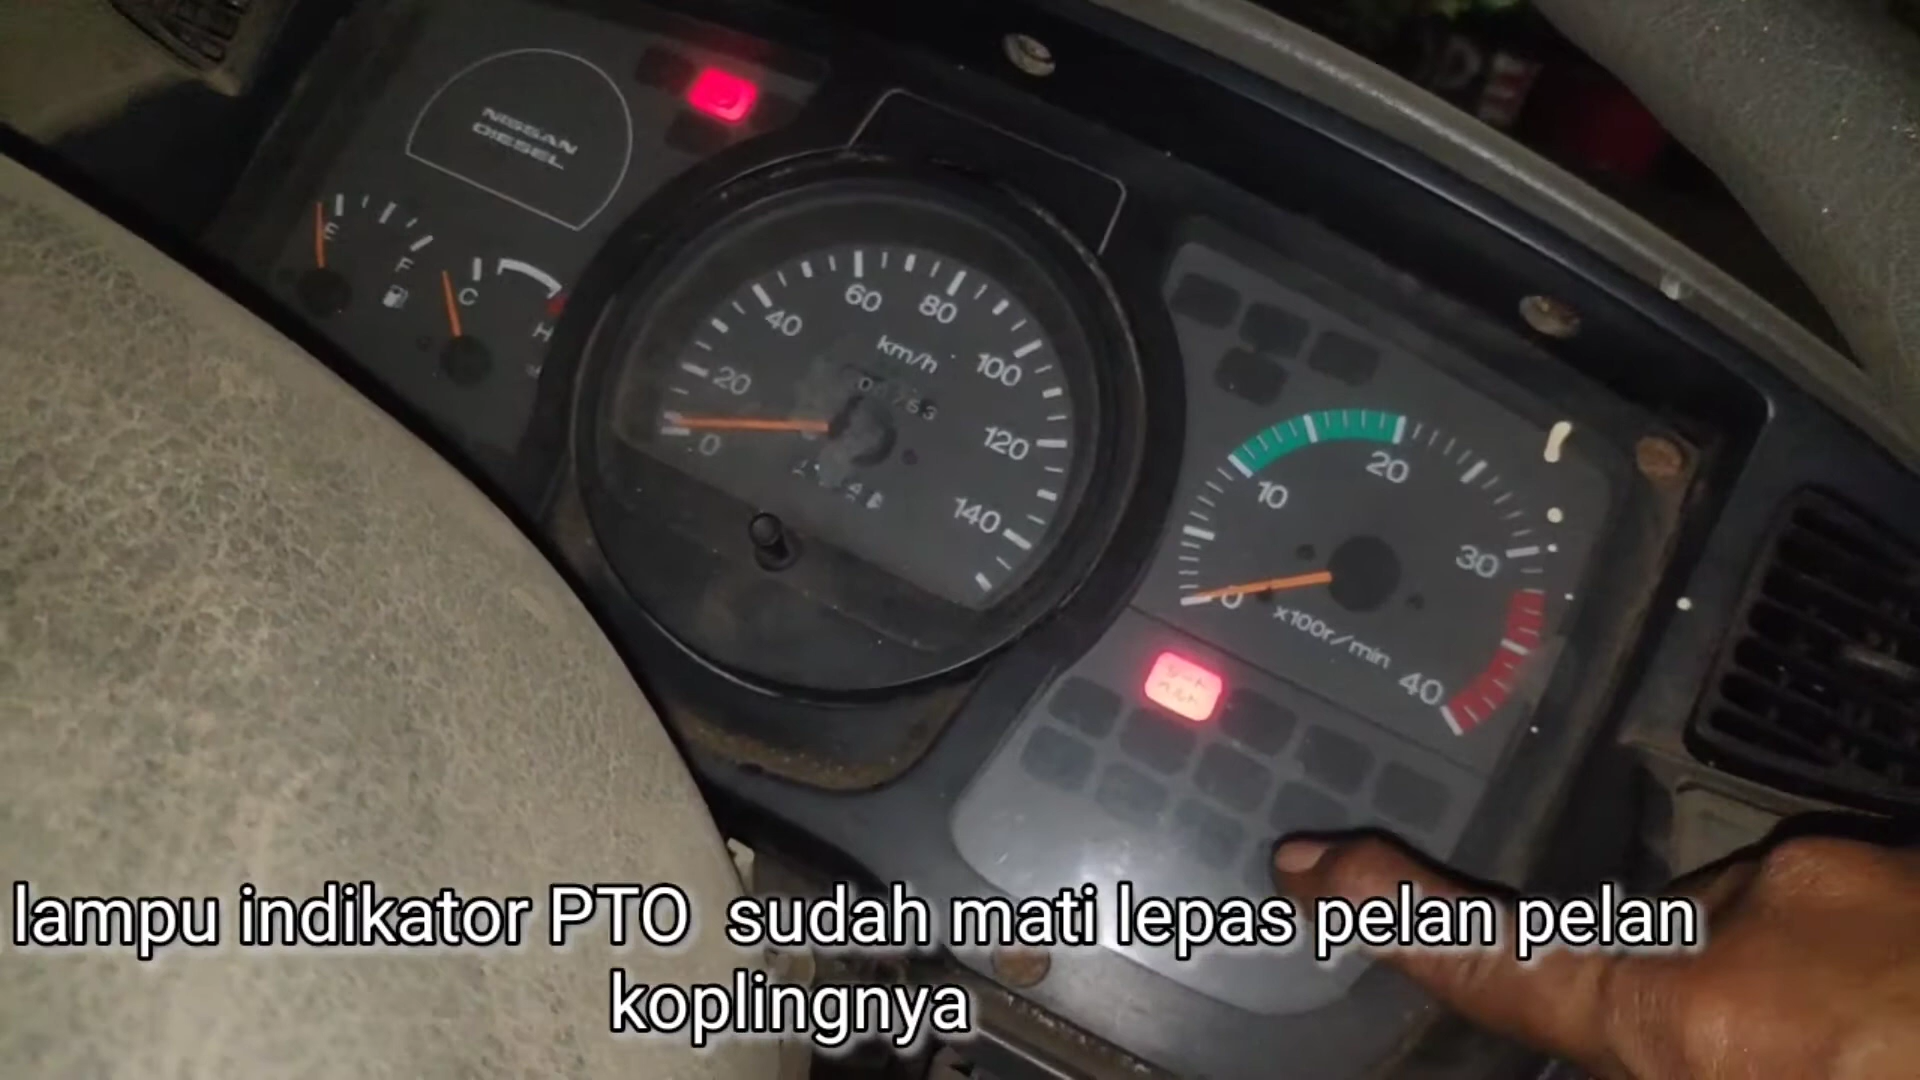 NISSAN
DIESEL
E
F
C
H
0
20
40
60
80
100
120
140
km/h
0
10
20
30
40
x100r/min
lampu indikator PTO sudah mati lepas pelan pelan
koplingnya